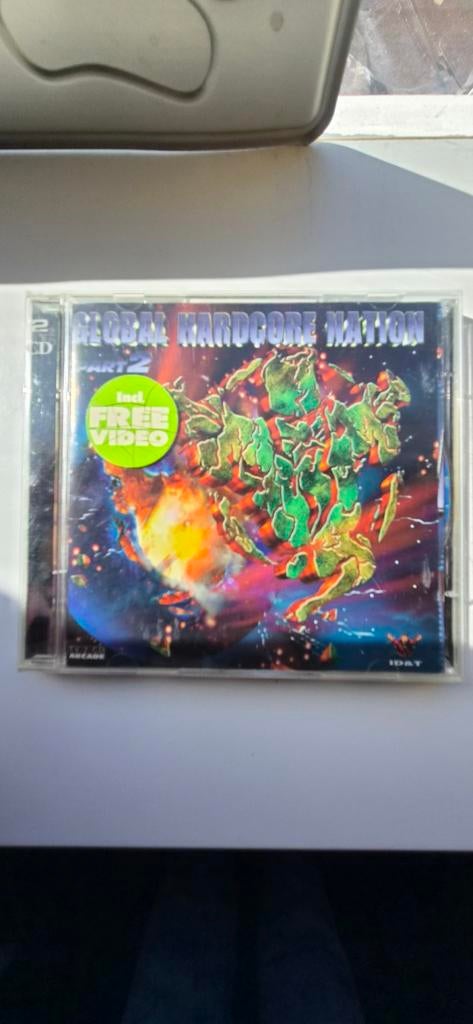 2
CD
GLOBAL HARDCORE NATION
PART 2
Incl.
FREE
VIDEO
ARCADE
ID&T